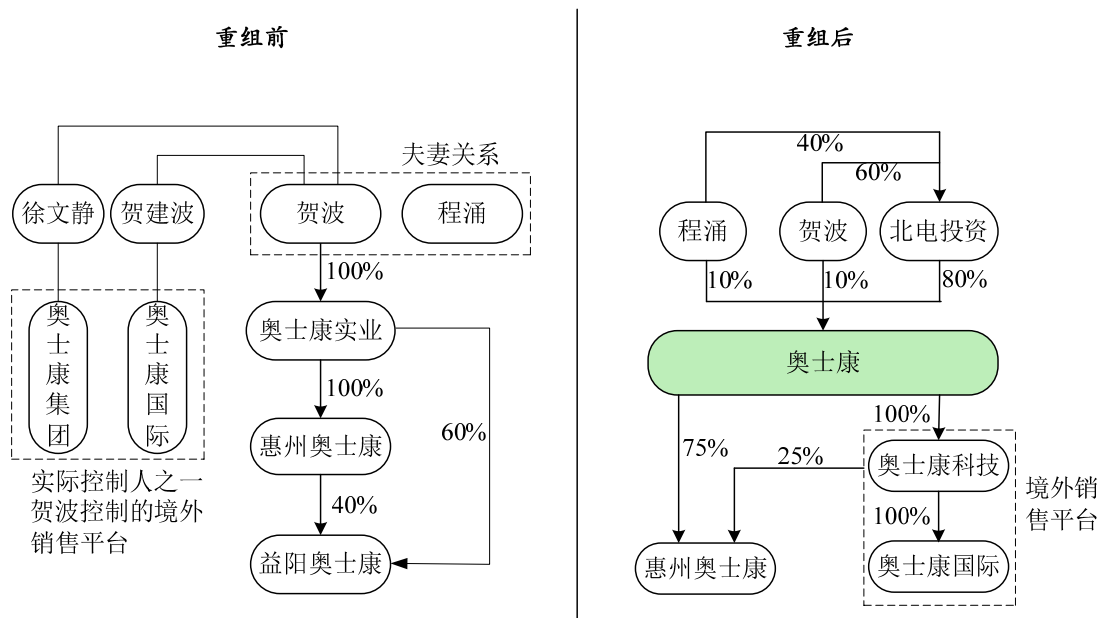 重组前
夫妻关系
徐文静
贺建波
贺波
程涌
100%
奥士康集团
奥士康国际
奥士康实业
100%
60%
惠州奥士康
实际控制人之一
贺波控制的境外
销售平台
40%
益阳奥士康
重组后
40%
60%
程涌
贺波
北电投资
10%
10%
80%
奥士康
100%
75%
25%
奥士康科技
境外销
售平台
100%
惠州奥士康
奥士康国际